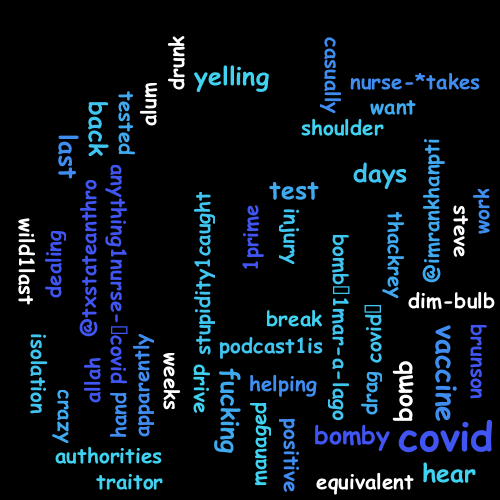 drunk
yelling
casually
nurse-*takes
want
shoulder
alum
tested
back
last
days
test
anything1nurse-▯covid
@txstateanthro
wild1last
dealing
stupidity1caught
1prime
injury
@imrankhanpti
thackrey
steve
work
bomb▯1mar-a-lago
dim-bulb
drag covid▯
break
podcast1is
isolation
crazy
allah
hand
apparently
weeks
drive
fucking
helping
bomb
vaccine
brunson
managed
positive
bomby
covid
authorities
traitor
equivalent
hear